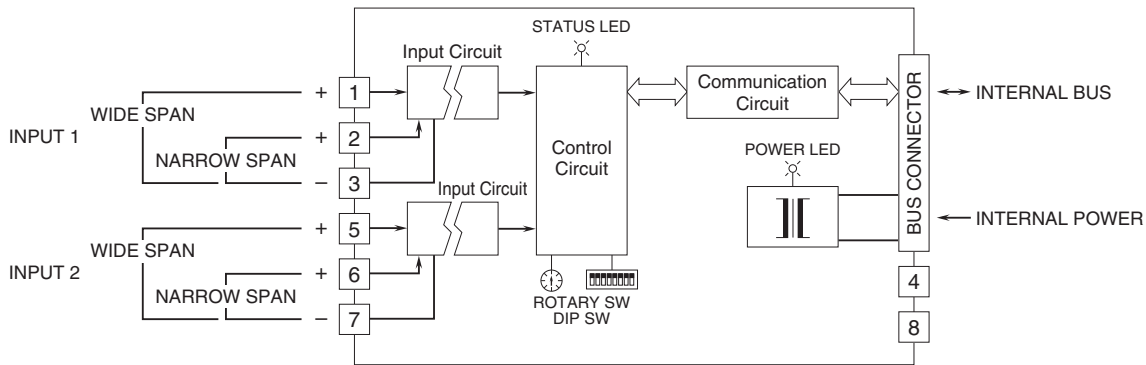 STATUS LED
Input Circuit
WIDE SPAN
+ 1
INPUT 1
+ 2
NARROW SPAN
– 3
Input Circuit
WIDE SPAN
+ 5
INPUT 2
+ 6
NARROW SPAN
– 7
Control
Circuit
ROTARY SW
DIP SW
Communication
Circuit
POWER LED
BUS CONNECTOR
INTERNAL BUS
INTERNAL POWER
4
8